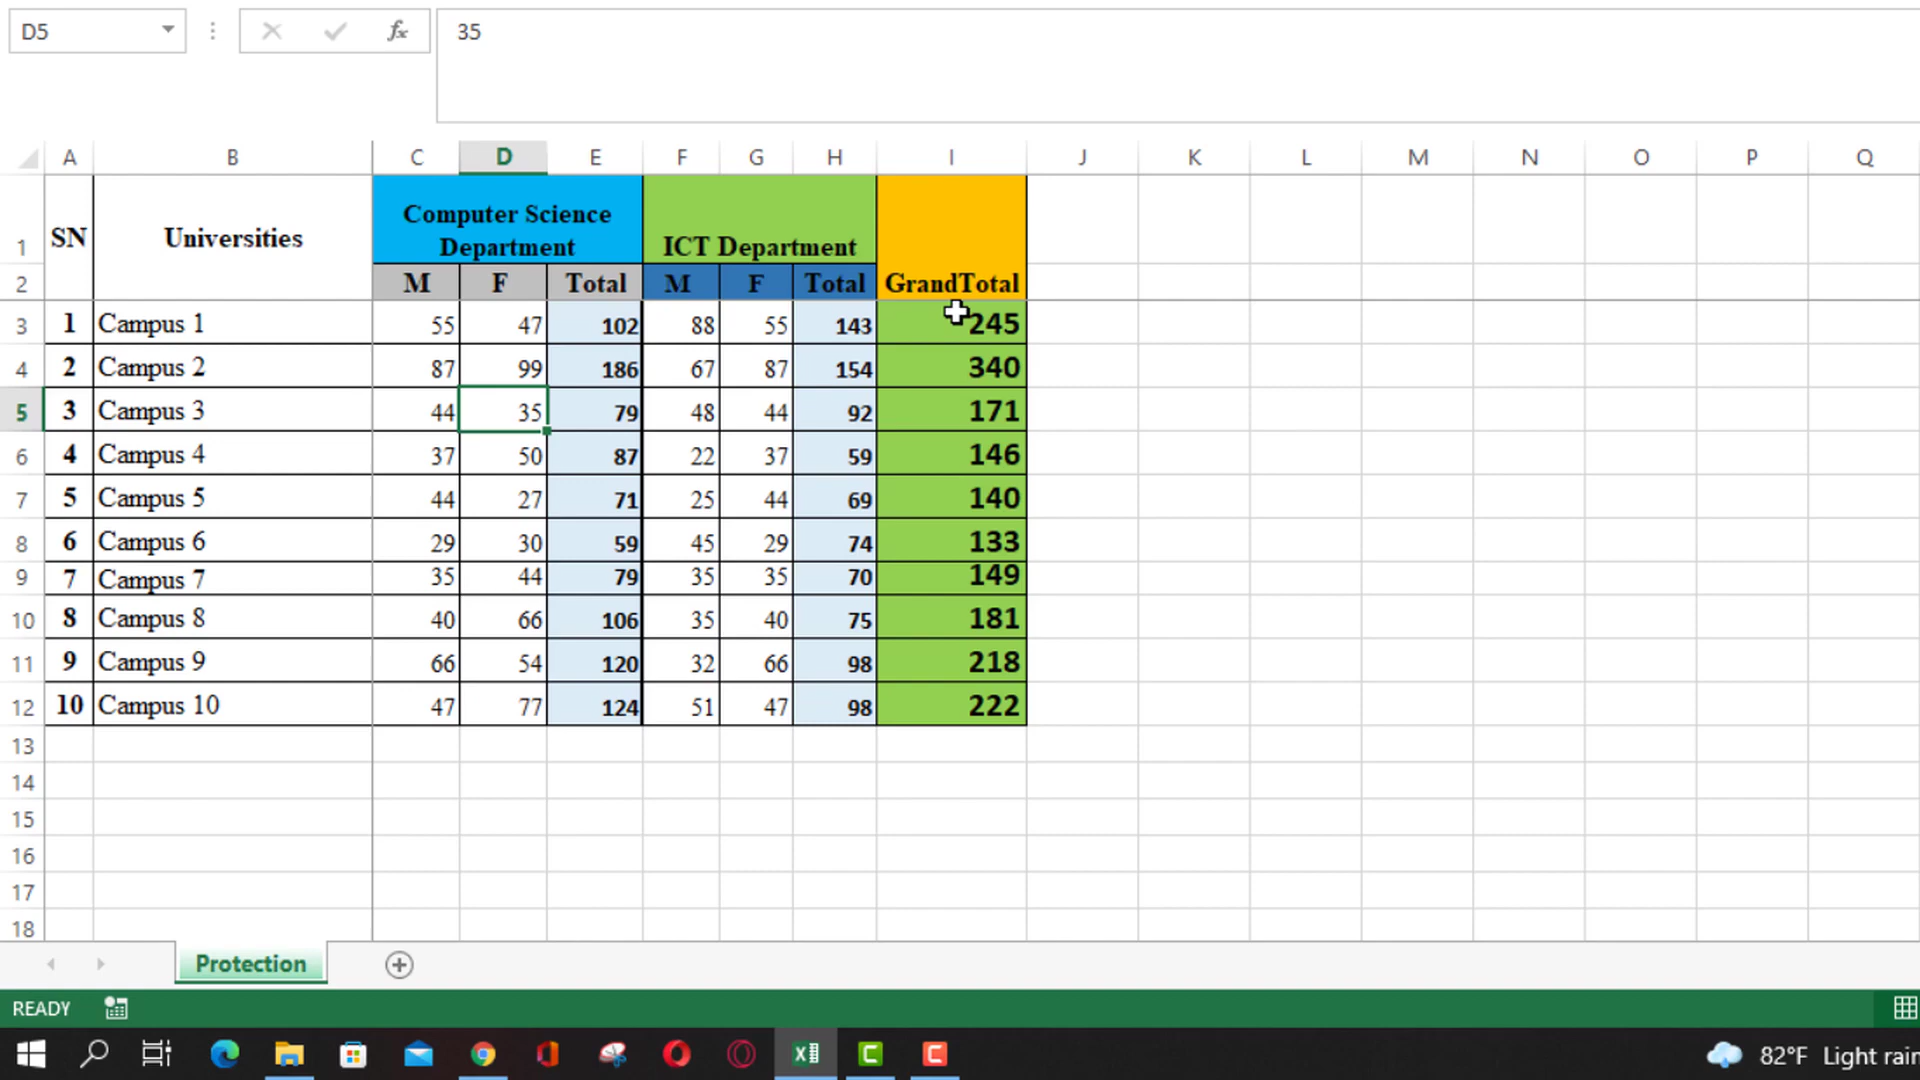 D5 fx 35
A B C D E F G H I J K L M N O P Q
1 SN Universities Computer Science Department ICT Department
2 M F Total M F Total GrandTotal
3 1 Campus 1 55 47 102 88 55 143 245
4 2 Campus 2 87 99 186 67 87 154 340
5 3 Campus 3 44 35 79 48 44 92 171
6 4 Campus 4 37 50 87 22 37 59 146
7 5 Campus 5 44 27 71 25 44 69 140
8 6 Campus 6 29 30 59 45 29 74 133
9 7 Campus 7 35 44 79 35 35 70 149
10 8 Campus 8 40 66 106 35 40 75 181
11 9 Campus 9 66 54 120 32 66 98 218
12 10 Campus 10 47 77 124 51 47 98 222
13
14
15
16
17
18
Protection
READY
82°F Light rain